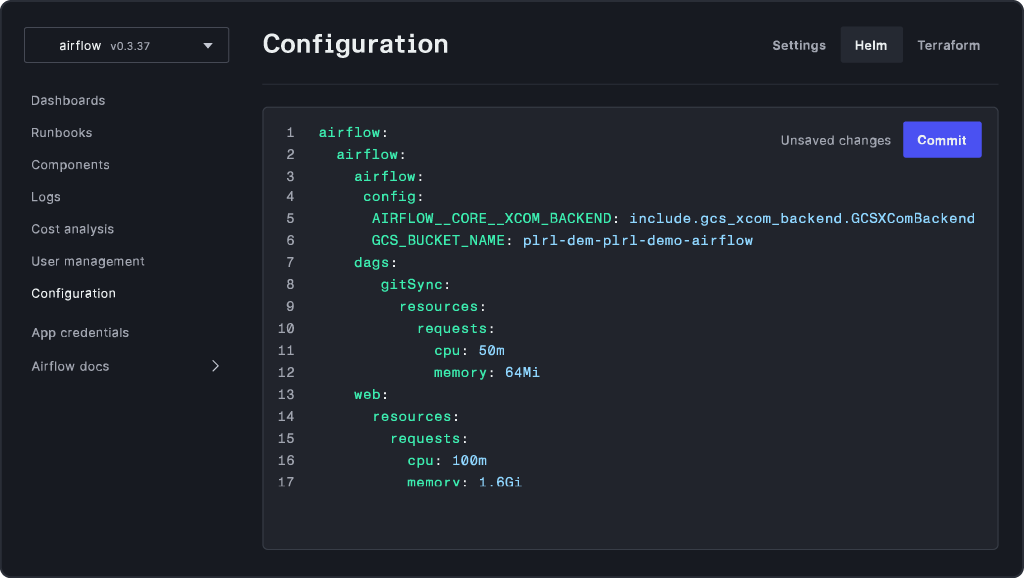 airflow v0.3.37
Configuration
Settings
Helm
Terraform
Dashboards
Runbooks
Components
Logs
Cost analysis
User management
Configuration
App credentials
Airflow docs
Unsaved changes
Commit
1 airflow:
2 airflow:
3 airflow:
4 config:
5 AIRFLOW__CORE__XCOM_BACKEND: include.gcs_xcom_backend.GCSXComBackend
6 GCS_BUCKET_NAME: plrl-dem-plrl-demo-airflow
7 dags:
8 gitSync:
9 resources:
10 requests:
11 cpu: 50m
12 memory: 64Mi
13 web:
14 resources:
15 requests:
16 cpu: 100m
17 memory: 1.6Gi